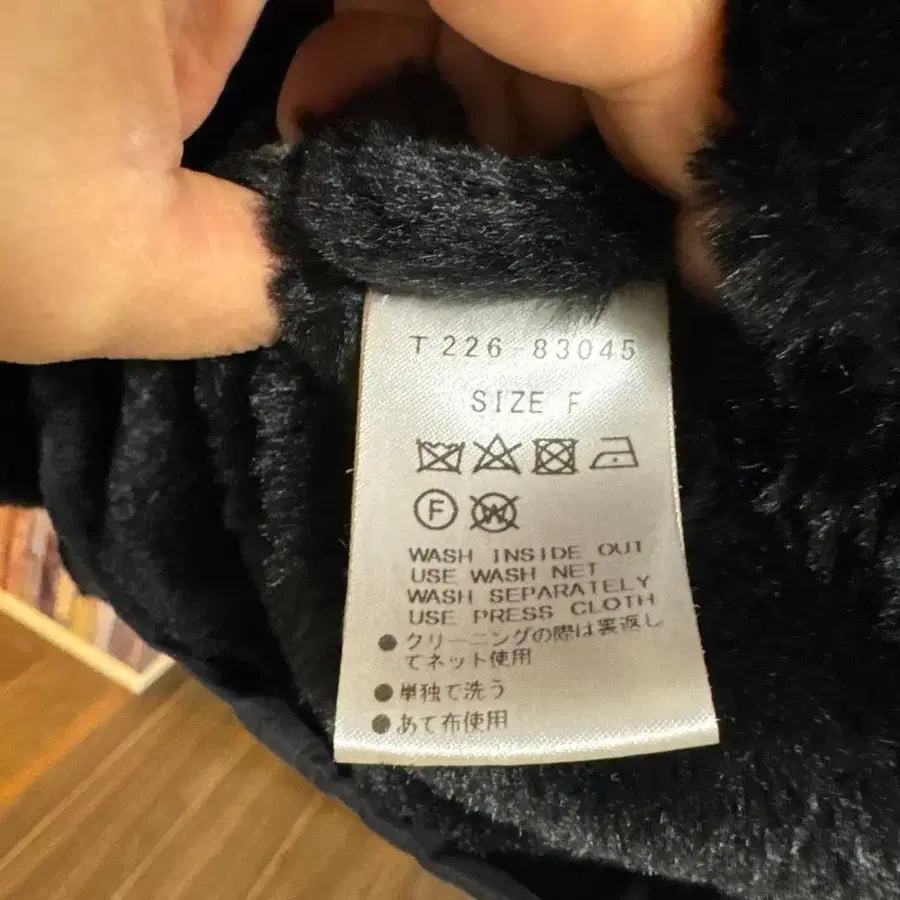 T 226-83045
SIZE F
F
W
WASH INSIDE OUT
USE WASH NET
WASH SEPARATELY
USE PRESS CLOTH
●クリーニングの際は裏返し
てネット使用
●単独で洗う
●あて布使用